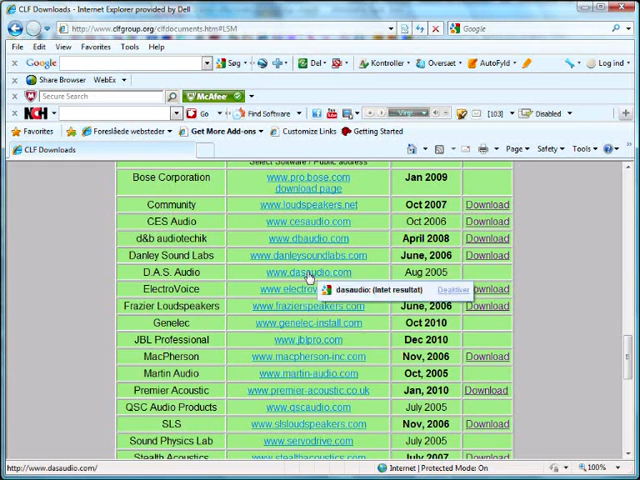 CLF Downloads - Internet Explorer provided by Dell
http://www.clfgroup.org/clfdocuments.htm#LSM
Google
File Edit View Favorites Tools Help
Google Søg Del Kontroller Oversæt AutoFyld Log ind
Share Browser WebEx
Secure Search McAfee
NCH Go Find Software [103] Disabled
Favorites Foreslåede websteder Get More Add-ons Customize Links Getting Started
CLF Downloads Page Safety Tools
Select Software / Public address
Bose Corporation www.pro.bose.com Jan 2009
download page
Community www.loudspeakers.net Oct 2007 Download
CES Audio www.cesaudio.com Oct 2006 Download
d&b audiotechik www.dbaudio.com April 2008 Download
Danley Sound Labs www.danleysoundlabs.com June, 2006 Download
D.A.S. Audio www.dasaudio.com Aug 2005
ElectroVoice www.electrov Download
dasaudio: (Intet resultat) Deaktiver
Frazier Loudspeakers www.frazierspeakers.com June, 2006 Download
Genelec www.genelec-install.com Oct 2010
JBL Professional www.jblpro.com Dec 2010
MacPherson www.macpherson-inc.com Nov, 2006 Download
Martin Audio www.martin-audio.com Oct, 2005
Premier Acoustic www.premier-acoustic.co.uk Jan, 2010 Download
QSC Audio Products www.qscaudio.com July 2005
SLS www.slsloudspeakers.com Nov, 2006 Download
Sound Physics Lab www.servodrive.com July 2005
Stealth Acoustics July, 2007 Download
http://www.dasaudio.com/ Internet | Protected Mode: On 100%